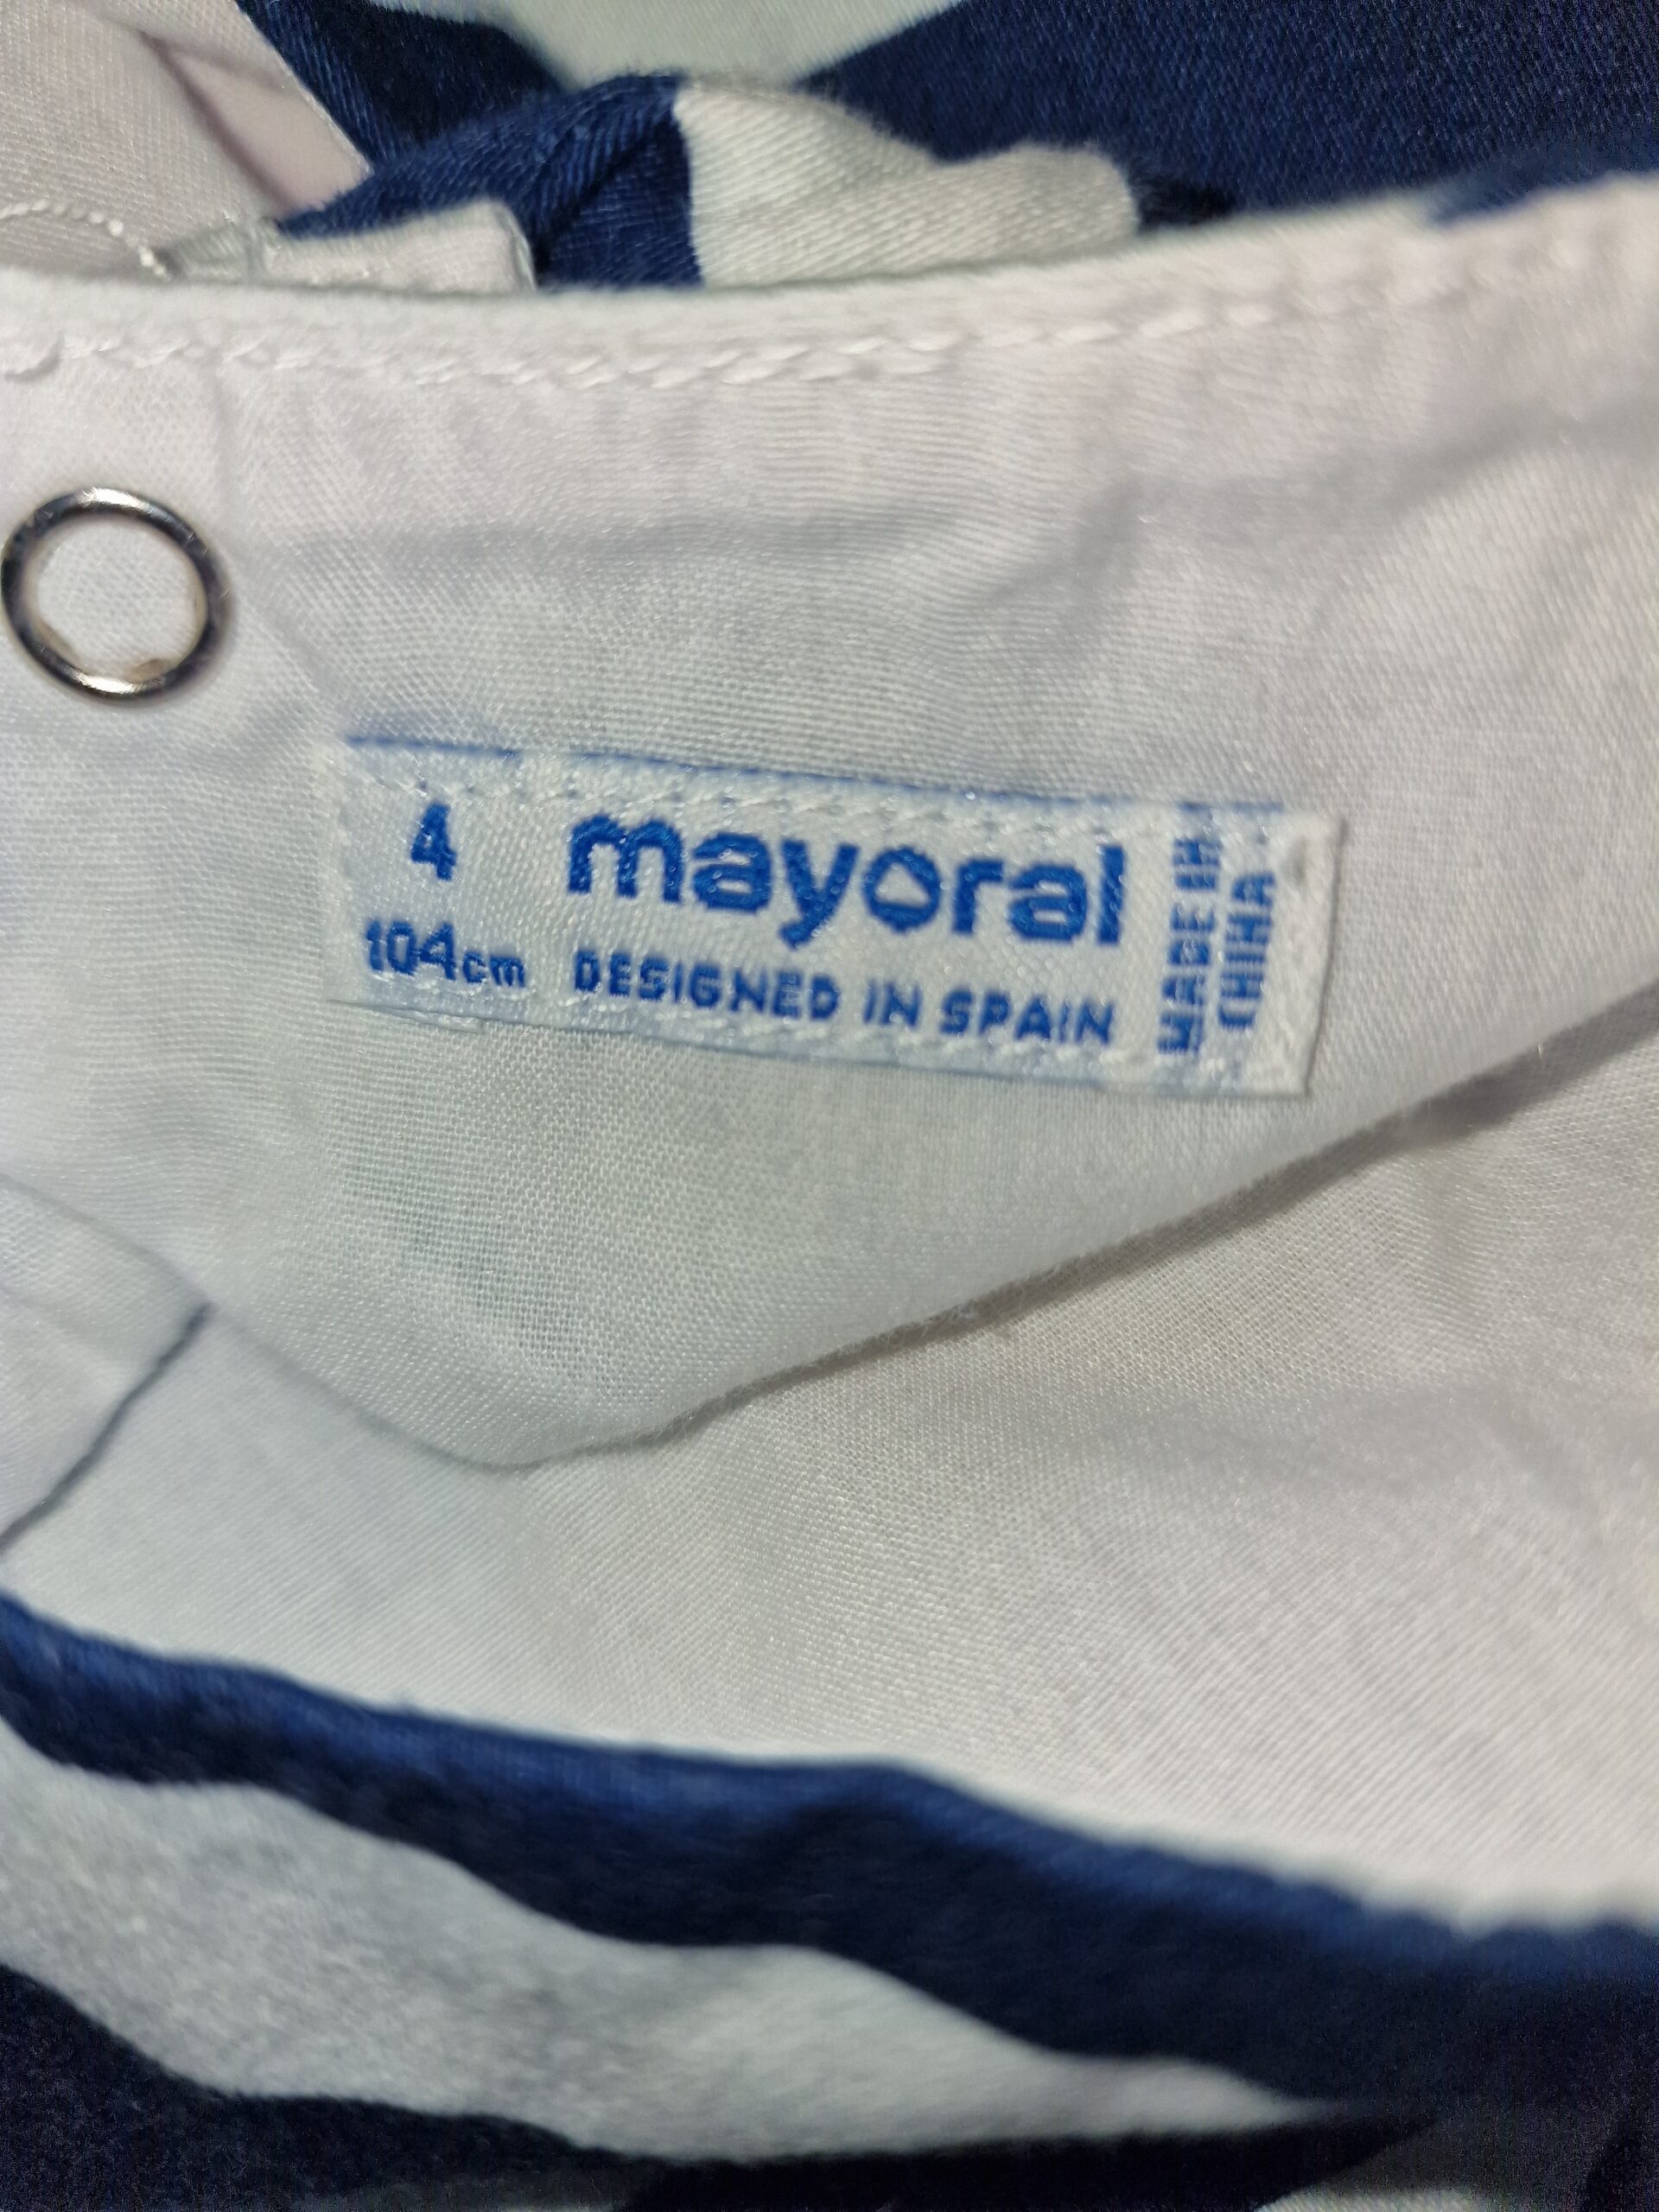 4
104cm
mayoral
DESIGNED IN SPAIN
MADE IN
CHINA